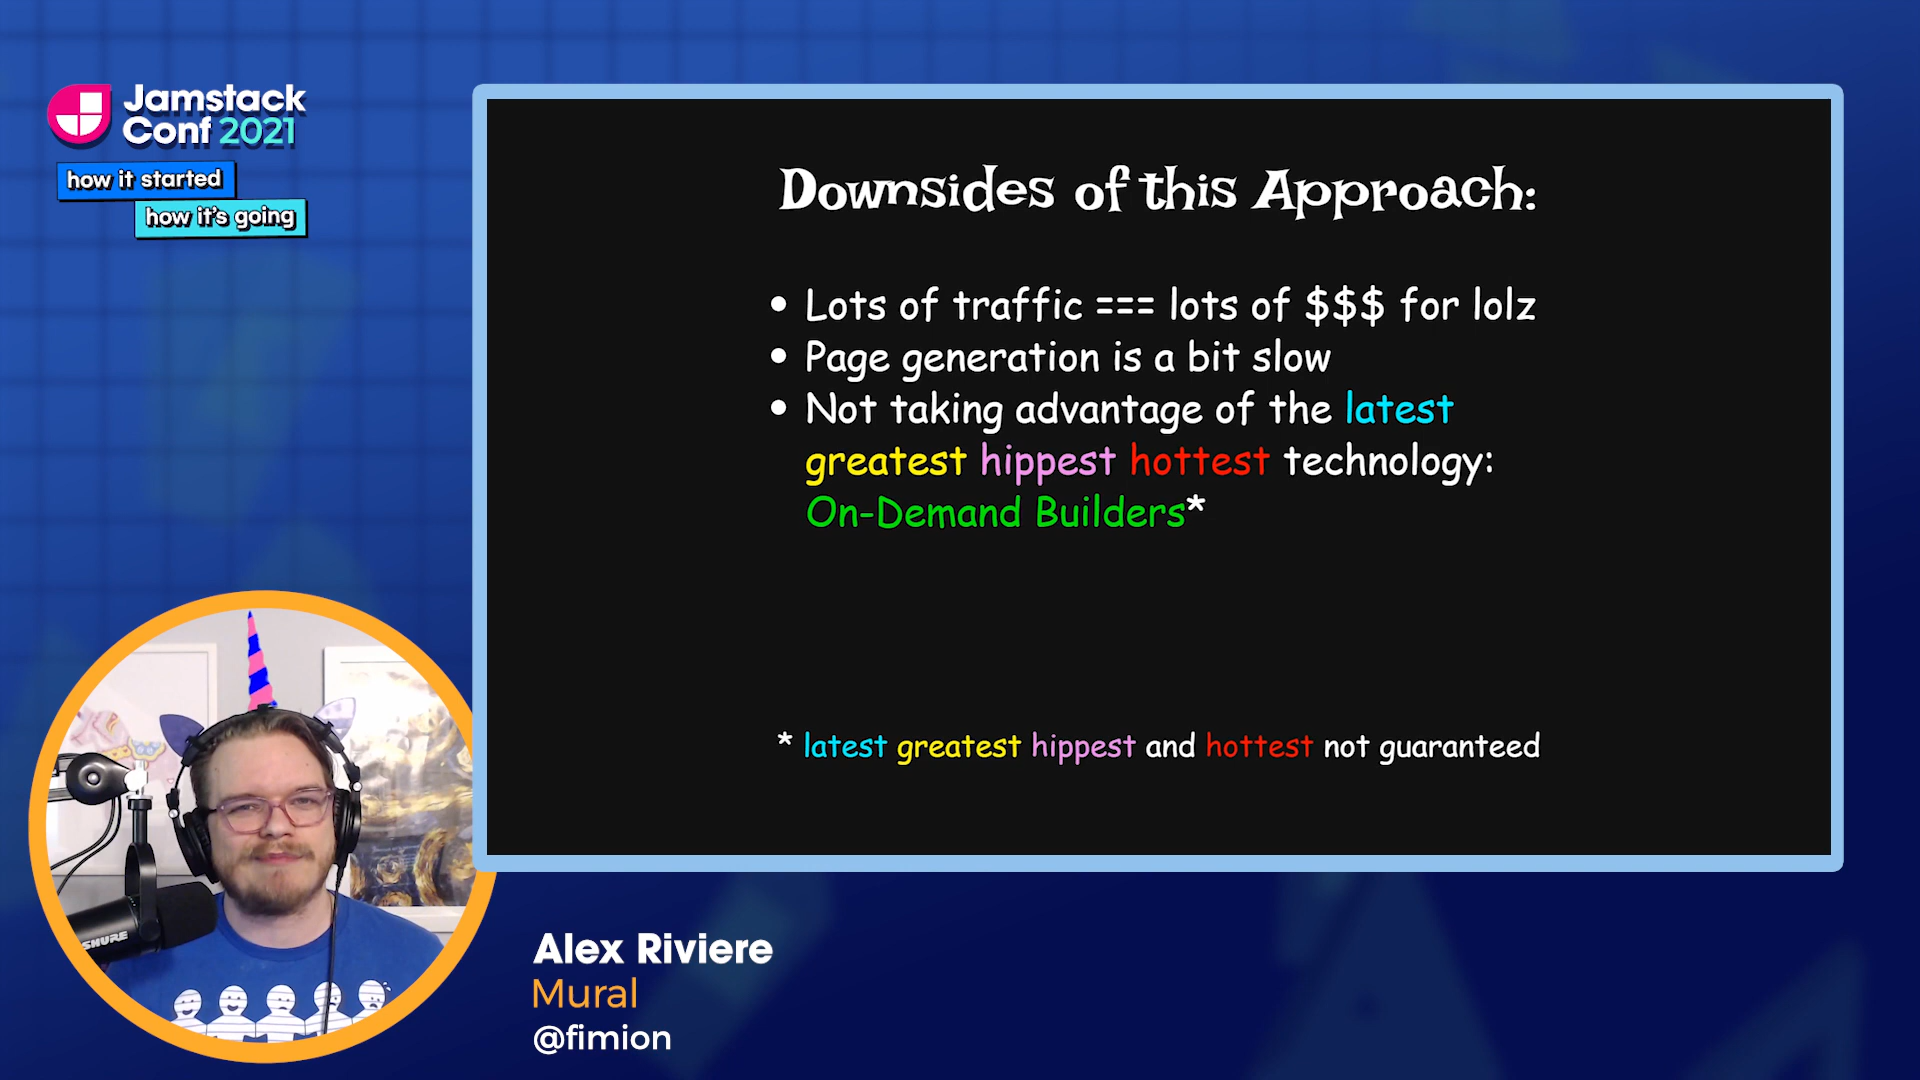 Jamstack
Conf 2021
how it started
how it's going
Downsides of this Approach:
• Lots of traffic === lots of $$$ for lolz
• Page generation is a bit slow
• Not taking advantage of the latest
greatest hippest hottest technology:
On-Demand Builders*
* latest greatest hippest and hottest not guaranteed
SHURE
Alex Riviere
Mural
@fimion